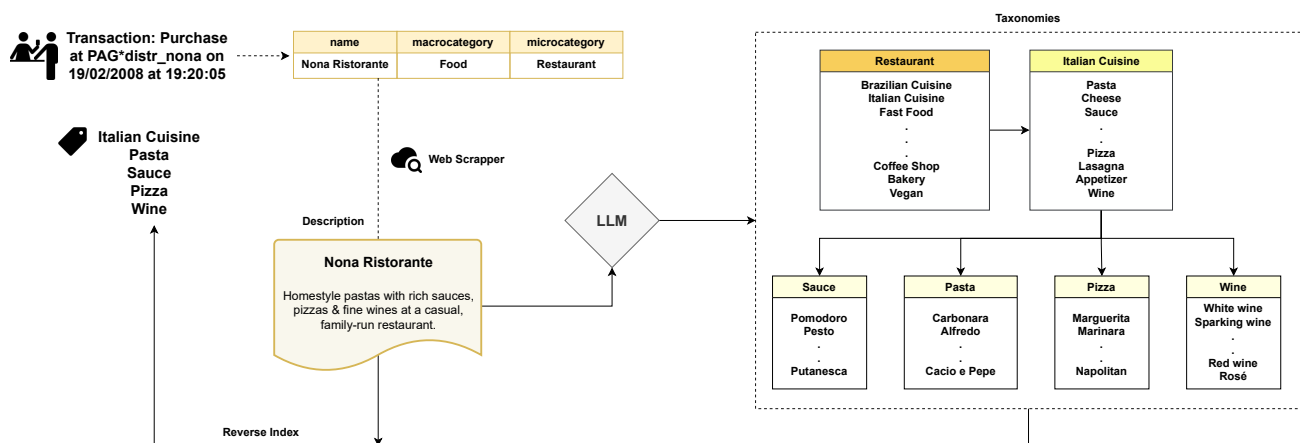 Taxonomies
Transaction: Purchase
at PAG*distr_nona on
19/02/2008 at 19:20:05
name macrocategory microcategory
Nona Ristorante Food Restaurant
Italian Cuisine
Pasta
Sauce
Pizza
Wine
Web Scrapper
Description
Nona Ristorante
Homestyle pastas with rich sauces,
pizzas & fine wines at a casual,
family-run restaurant.
Reverse Index
LLM
Restaurant
Brazilian Cuisine
Italian Cuisine
Fast Food
.
.
.
Coffee Shop
Bakery
Vegan
Italian Cuisine
Pasta
Cheese
Sauce
.
.
Pizza
Lasagna
Appetizer
Wine
Sauce
Pomodoro
Pesto
.
.
Putanesca
Pasta
Carbonara
Alfredo
.
.
Cacio e Pepe
Pizza
Marguerita
Marinara
.
.
Napolitan
Wine
White wine
Sparking wine
.
.
Red wine
Rosé